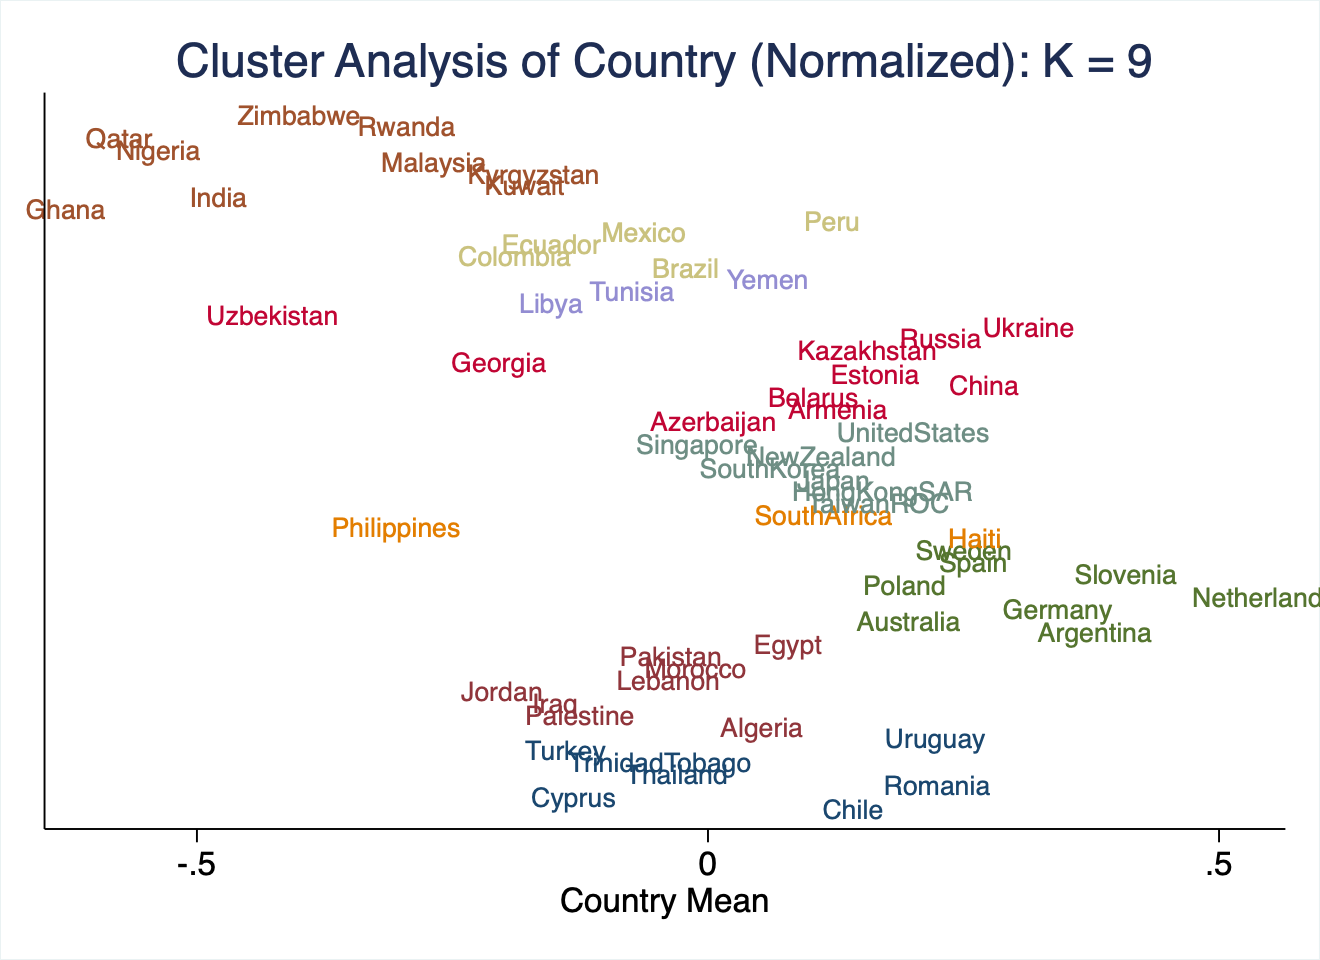 Cluster Analysis of Country (Normalized): K = 9
Zimbabwe
Rwanda
Qatar
Nigeria
Malaysia
Kyrgyzstan
Kuwait
India
Ghana
Peru
Mexico
Ecuador
Colombia
Brazil
Yemen
Tunisia
Libya
Uzbekistan
Ukraine
Russia
Kazakhstan
Georgia
Estonia
China
Belarus
Armenia
Azerbaijan
UnitedStates
Singapore
NewZealand
SouthKorea
Japan
HongKongSAR
TaiwanROC
SouthAfrica
Philippines
Haiti
Sweden
Spain
Slovenia
Poland
Netherland
Germany
Australia
Argentina
Egypt
Pakistan
Morocco
Lebanon
Jordan
Iraq
Palestine
Algeria
Uruguay
Turkey
TrinidadTobago
Thailand
Romania
Cyprus
Chile
-.5 0 .5
Country Mean